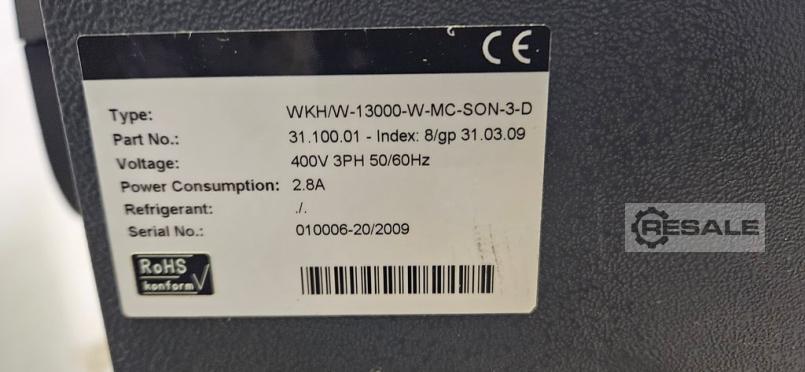 CE
Type: WKH/W-13000-W-MC-SON-3-D
Part No.: 31.100.01 - Index: 8/gp 31.03.09
Voltage: 400V 3PH 50/60Hz
Power Consumption: 2.8A
Refrigerant: ./.
Serial No.: 010006-20/2009
RoHS
konform
RESALE